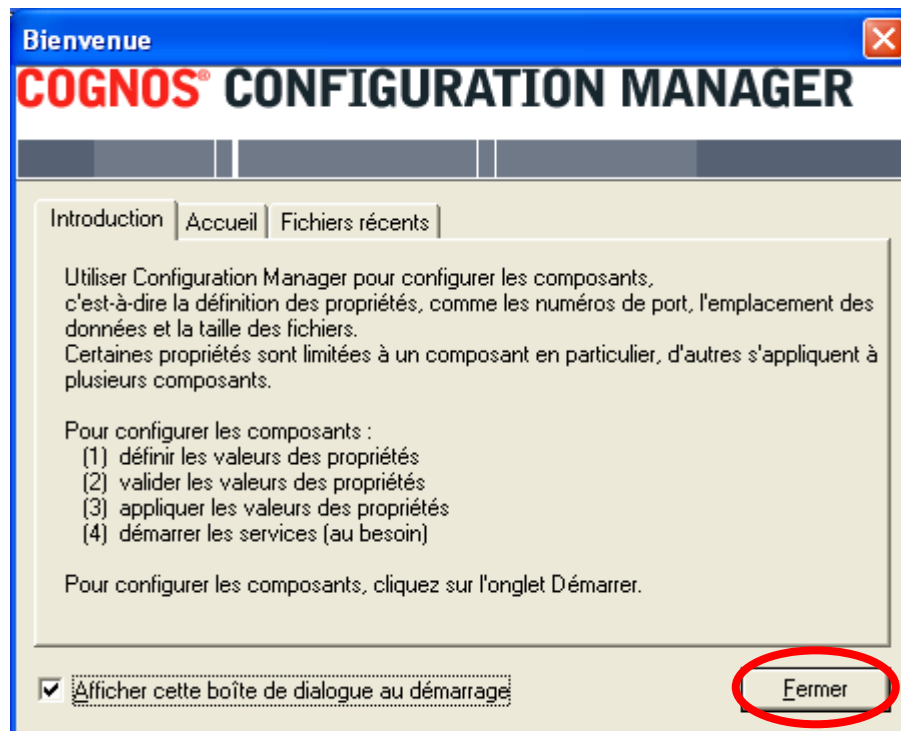 Bienvenue
COGNOS® CONFIGURATION MANAGER
Introduction Accueil Fichiers récents
Utiliser Configuration Manager pour configurer les composants,
c'est-à-dire la définition des propriétés, comme les numéros de port, l'emplacement des
données et la taille des fichiers.
Certaines propriétés sont limitées à un composant en particulier, d'autres s'appliquent à
plusieurs composants.
Pour configurer les composants :
(1) définir les valeurs des propriétés
(2) valider les valeurs des propriétés
(3) appliquer les valeurs des propriétés
(4) démarrer les services (au besoin)
Pour configurer les composants, cliquez sur l'onglet Démarrer.
Afficher cette boîte de dialogue au démarrage Fermer